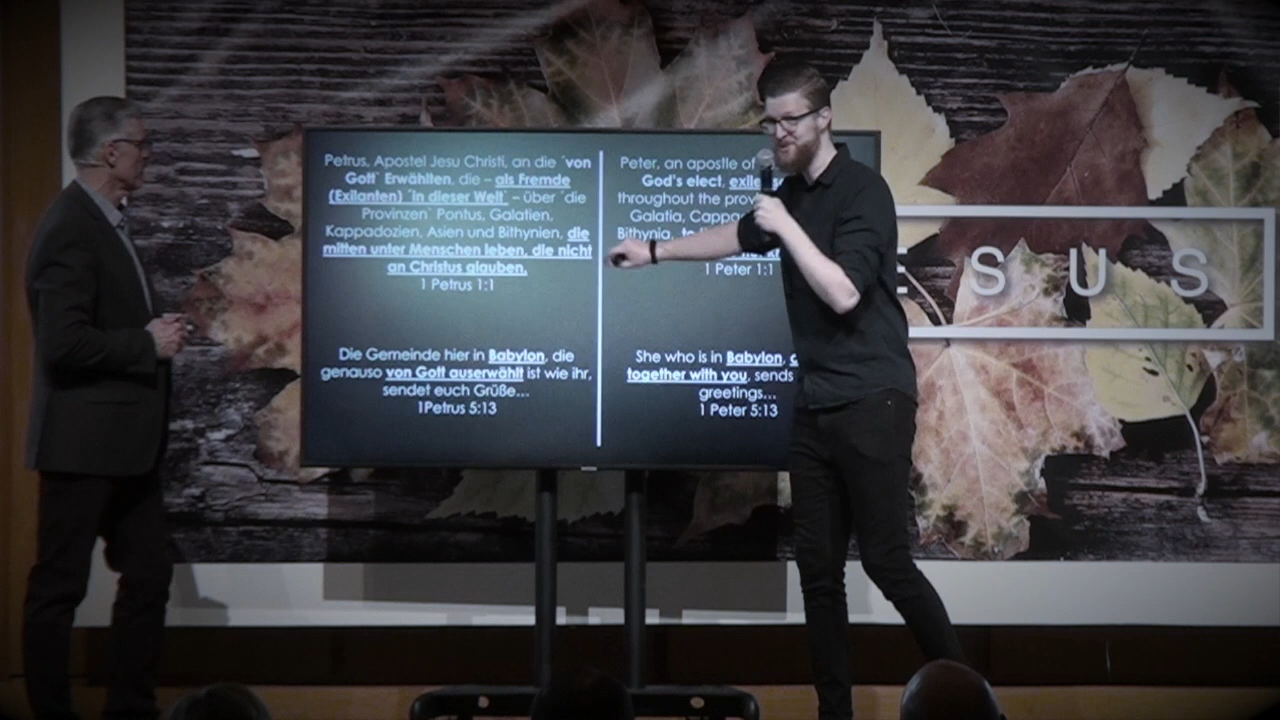 Petrus, Apostel Jesu Christi, an die ´von
Gott` Erwählten, die – als Fremde
(Exilanten) ´in dieser Welt` – über ´die
Provinzen` Pontus, Galatien,
Kappadozien, Asien und Bithynien, die
mitten unter Menschen leben, die nicht
an Christus glauben.
1 Petrus 1:1
Die Gemeinde hier in Babylon, die
genauso von Gott auserwählt ist wie ihr,
sendet euch Grüße...
1Petrus 5:13
Peter, an apostle of
God's elect,
throughout the
Galatia,
Bithynia,
1 Peter 1:1
She who is in Babylon,
together with you, sends
greetings...
1 Peter 5:13
ESUS